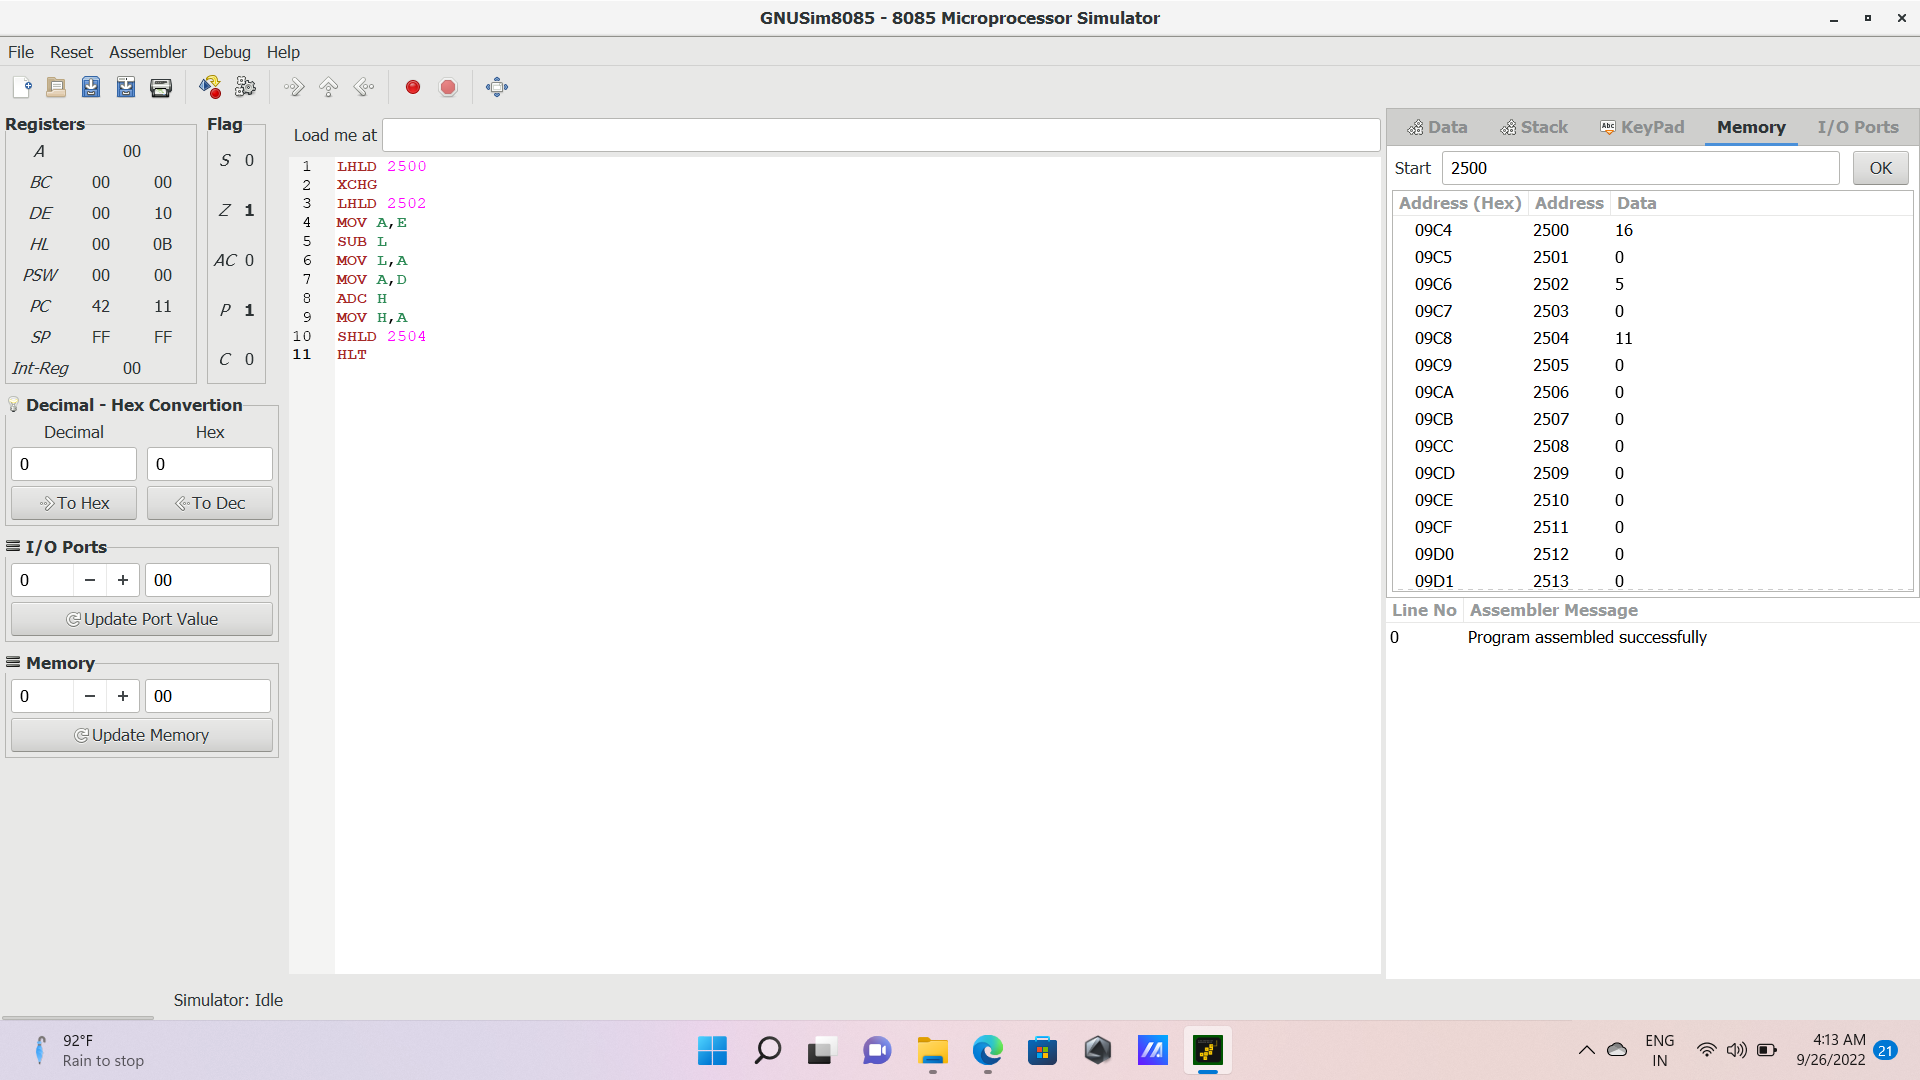 GNUSim8085 - 8085 Microprocessor Simulator
File Reset Assembler Debug Help
Registers
A 00
BC 00 00
DE 00 10
HL 00 0B
PSW 00 00
PC 42 11
SP FF FF
Int-Reg 00
Flag
S 0
Z 1
AC 0
P 1
C 0
Decimal - Hex Convertion
Decimal Hex
0 0
To Hex To Dec
I/O Ports
0 − + 00
Update Port Value
Memory
0 − + 00
Update Memory
Load me at
1 LHLD 2500
2 XCHG
3 LHLD 2502
4 MOV A,E
5 SUB L
6 MOV L,A
7 MOV A,D
8 ADC H
9 MOV H,A
10 SHLD 2504
11 HLT
Data Stack Abc KeyPad Memory I/O Ports
Start 2500 OK
Address (Hex) Address Data
09C4 2500 16
09C5 2501 0
09C6 2502 5
09C7 2503 0
09C8 2504 11
09C9 2505 0
09CA 2506 0
09CB 2507 0
09CC 2508 0
09CD 2509 0
09CE 2510 0
09CF 2511 0
09D0 2512 0
09D1 2513 0
Line No Assembler Message
0 Program assembled successfully
Simulator: Idle
92°F
Rain to stop
ENG
IN
4:13 AM
9/26/2022
21